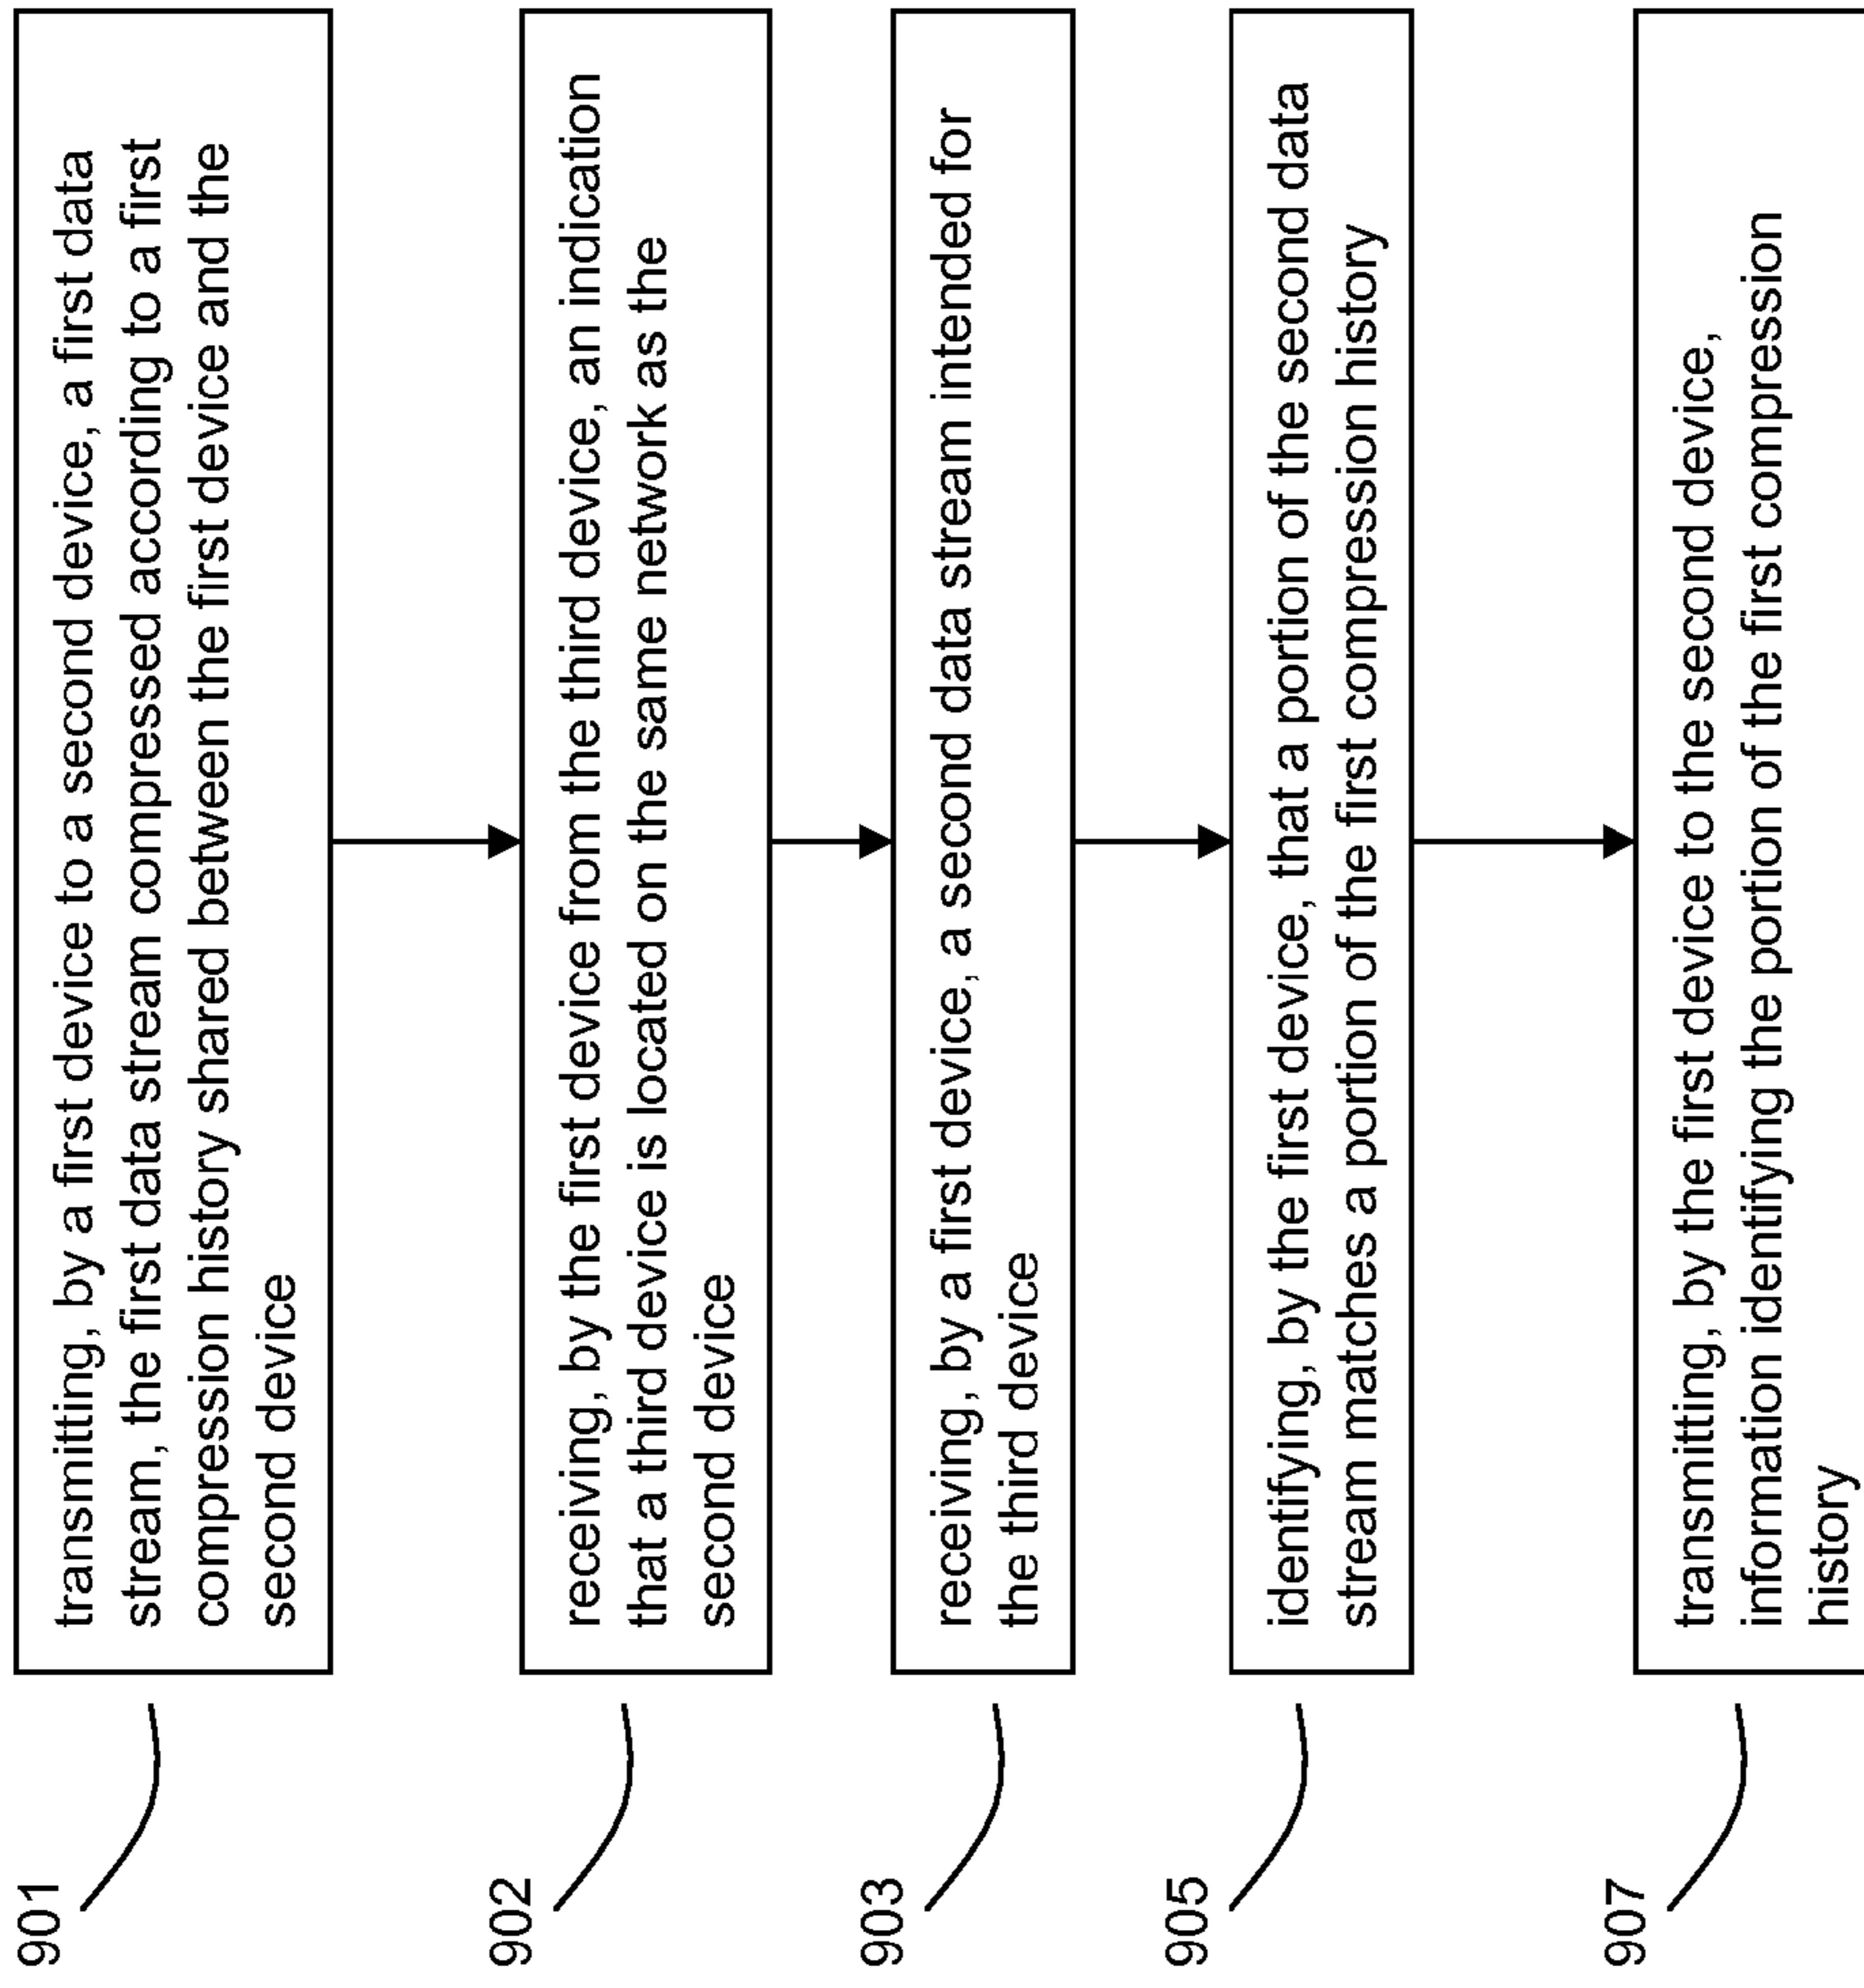 901
transmitting, by a first device to a second device, a first data
stream, the first data stream compressed according to a first
compression history shared between the first device and the
second device
902
receiving, by the first device from the third device, an indication
that a third device is located on the same network as the
second device
903
receiving, by a first device, a second data stream intended for
the third device
905
identifying, by the first device, that a portion of the second data
stream matches a portion of the first compression history
907
transmitting, by the first device to the second device,
information identifying the portion of the first compression
history